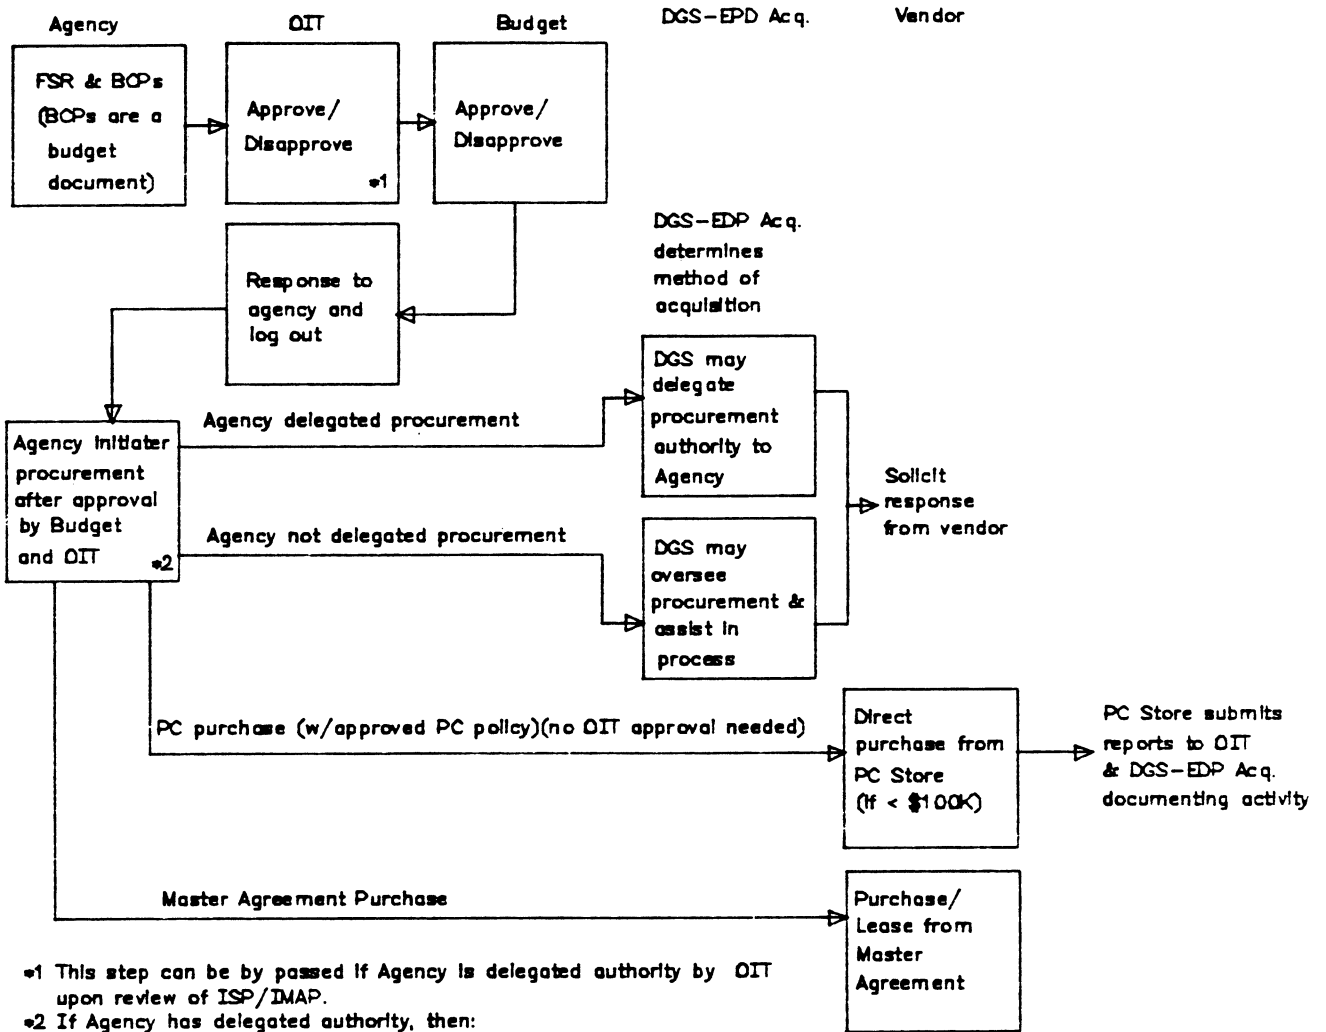 Agency
OIT
Budget
DGS-EPD Acq.
Vendor
FSR & BCPs
(BCPs are a
budget
document)
Approve/
Disapprove
*1
Approve/
Disapprove
Response to
agency and
log out
DGS-EDP Acq.
determines
method of
acquisition
DGS may
delegate
procurement
authority to
Agency
Agency initiater
procurement
after approval
by Budget
and OIT
*2
Agency delegated procurement
Agency not delegated procurement
Solicit
response
from vendor
DGS may
oversee
procurement &
assist in
process
PC purchase (w/approved PC policy)(no OIT approval needed)
Direct
purchase from
PC Store
(if < $100K)
PC Store submits
reports to OIT
& DGS-EDP Acq.
documenting activity
Master Agreement Purchase
Purchase/
Lease from
Master
Agreement
*1 This step can be by passed if Agency is delegated authority by OIT
upon review of ISP/IMAP.
*2 If Agency has delegated authority, then: